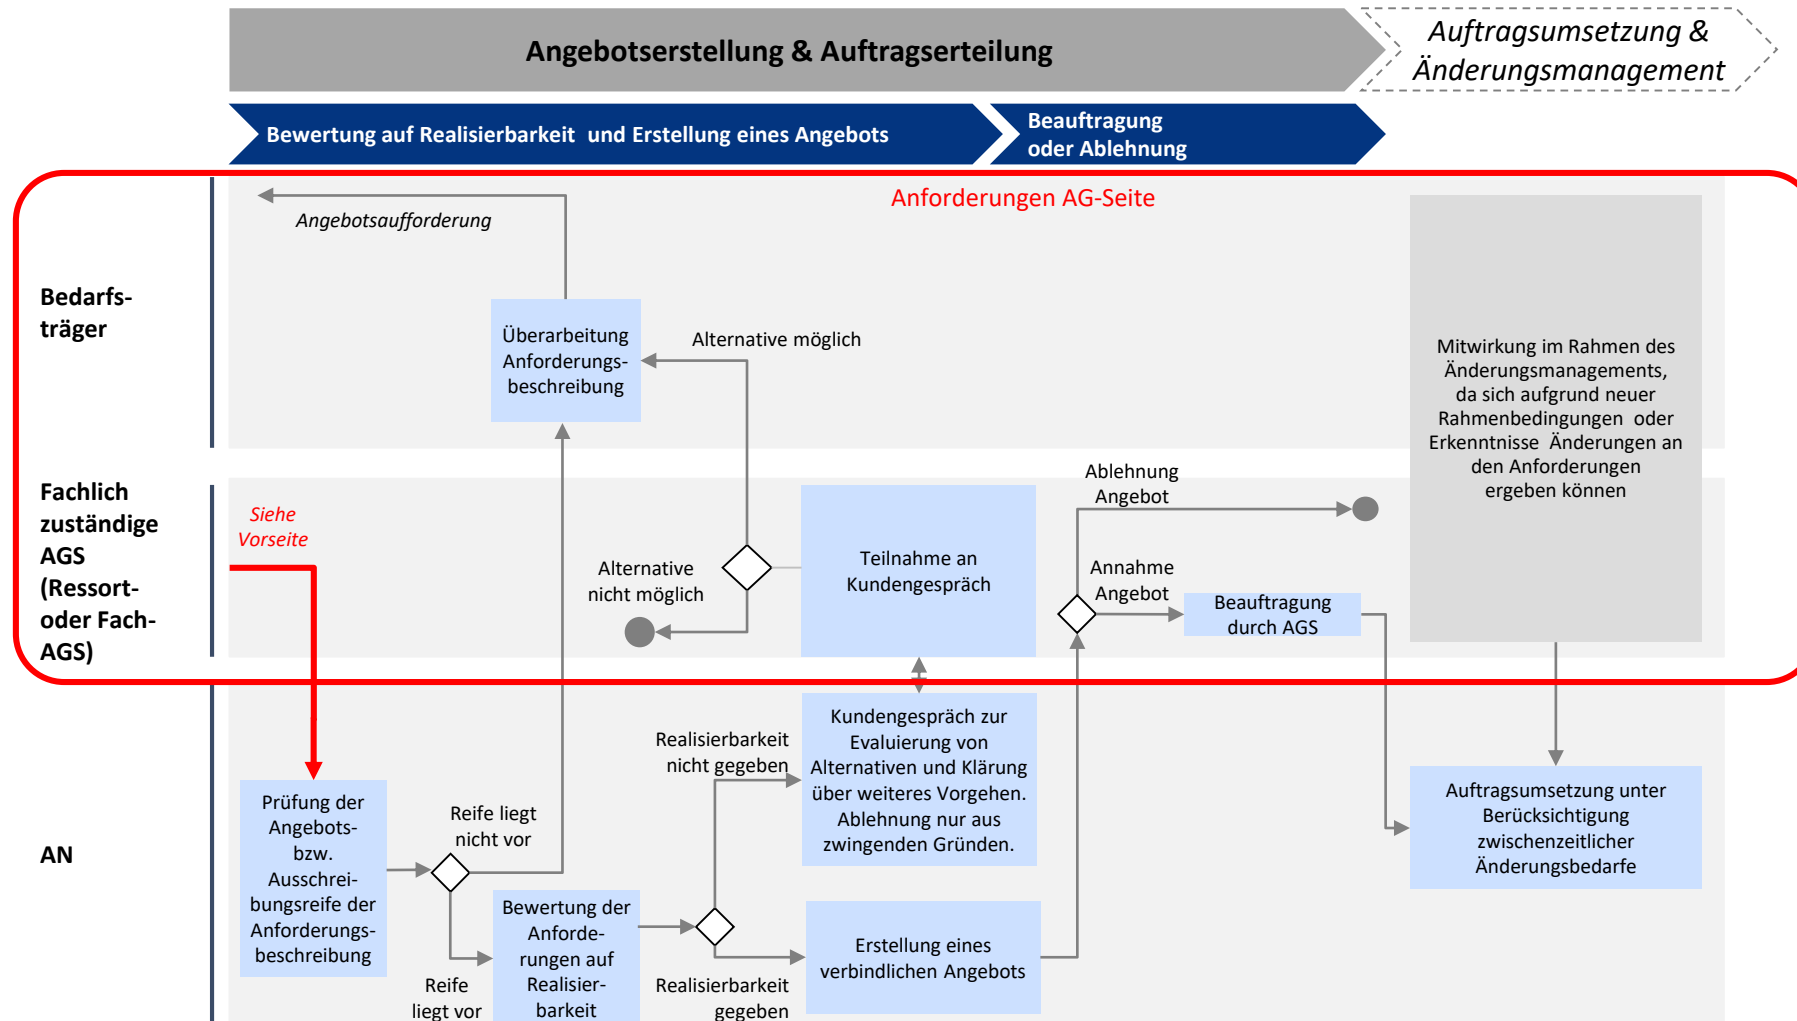 Angebotserstellung & Auftragserteilung
Auftragsumsetzung &
Änderungsmanagement
Bewertung auf Realisierbarkeit und Erstellung eines Angebots
Beauftragung
oder Ablehnung
Anforderungen AG-Seite
Angebotsaufforderung
Bedarfs-
träger
Überarbeitung
Anforderungs-
beschreibung
Alternative möglich
Mitwirkung im Rahmen des
Änderungsmanagements,
da sich aufgrund neuer
Rahmenbedingungen oder
Erkenntnisse Änderungen an
den Anforderungen
ergeben können
Fachlich
zuständige
AGS
(Ressort-
oder Fach-
AGS)
Siehe
Vorseite
Alternative
nicht möglich
Teilnahme an
Kundengespräch
Ablehnung
Angebot
Annahme
Angebot
Beauftragung
durch AGS
AN
Prüfung der
Angebots-
bzw.
Ausschrei-
bungsreife der
Anforderungs-
beschreibung
Reife liegt
nicht vor
Reife
liegt vor
Bewertung der
Anforde-
rungen auf
Realisier-
barkeit
Realisierbarkeit
nicht gegeben
Realisierbarkeit
gegeben
Kundengespräch zur
Evaluierung von
Alternativen und Klärung
über weiteres Vorgehen.
Ablehnung nur aus
zwingenden Gründen.
Erstellung eines
verbindlichen Angebots
Auftragsumsetzung unter
Berücksichtigung
zwischenzeitlicher
Änderungsbedarfe